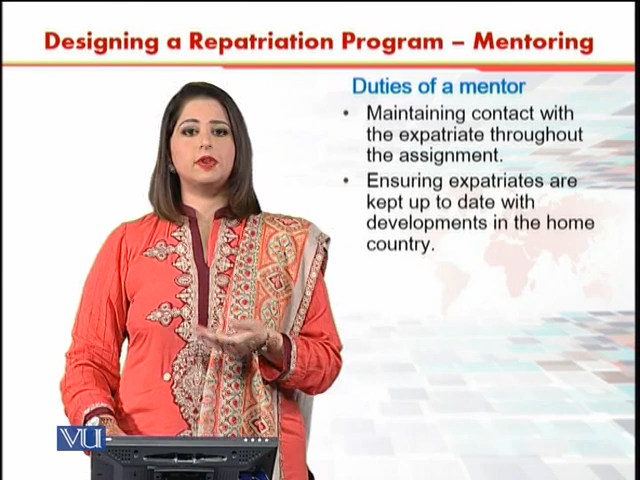 Designing a Repatriation Program – Mentoring
Duties of a mentor
• Maintaining contact with
the expatriate throughout
the assignment.
• Ensuring expatriates are
kept up to date with
developments in the home
country.
VU